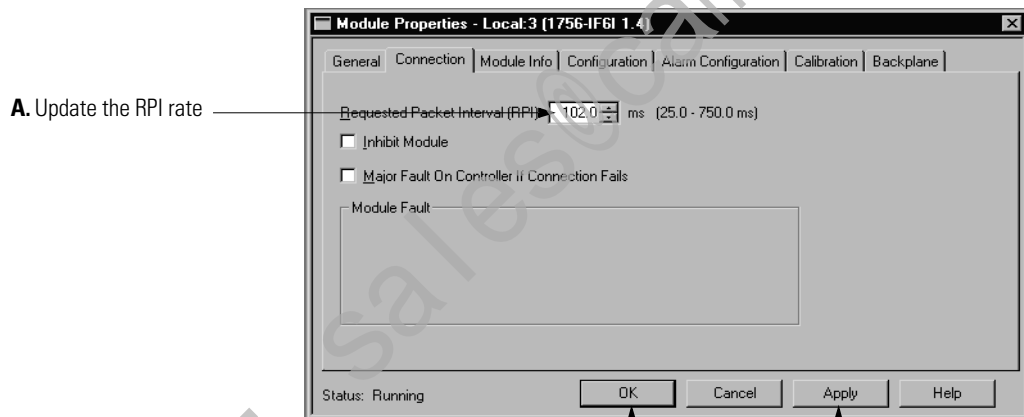 Module Properties - Local:3 (1756-IF6I 1.4)
General Connection Module Info Configuration Alarm Configuration Calibration Backplane
A. Update the RPI rate
Requested Packet Interval (RPI) 102.0 ms (25.0 - 750.0 ms)
Inhibit Module
Major Fault On Controller If Connection Fails
Module Fault
Status: Running OK Cancel Apply Help